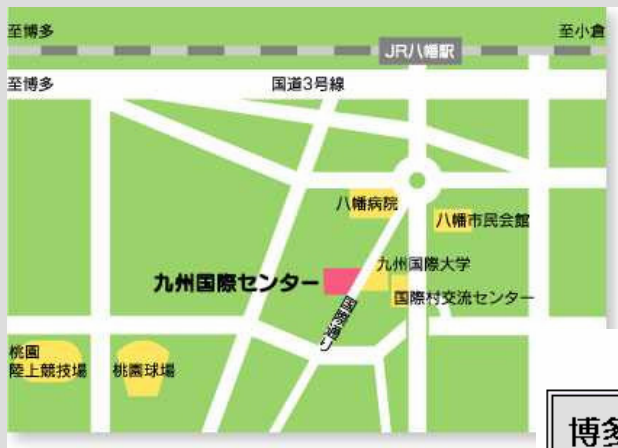 至博多
至小倉
JR八幡駅
至博多
国道3号線
八幡病院
八幡市民会館
九州国際大学
九州国際センター
国際村交流センター
国際通り
桃園
陸上競技場
桃園球場
博多